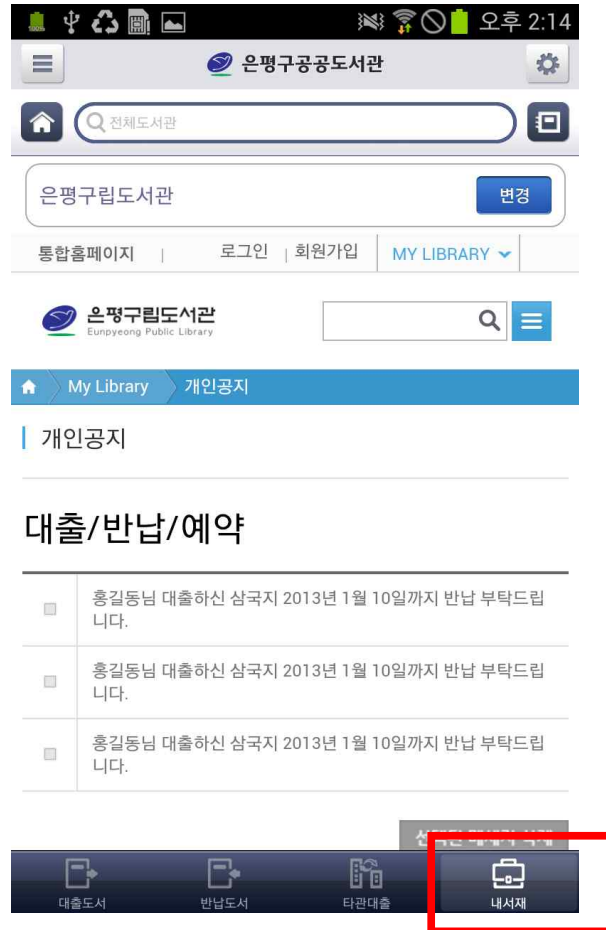 100%
오후 2:14
은평구공공도서관
전체도서관
은평구립도서관
변경
통합홈페이지 | 로그인 | 회원가입 MY LIBRARY
은평구립도서관
Eunpyeong Public Library
My Library 개인공지
개인공지
대출/반납/예약
홍길동님 대출하신 삼국지 2013년 1월 10일까지 반납 부탁드립
니다.
홍길동님 대출하신 삼국지 2013년 1월 10일까지 반납 부탁드립
니다.
홍길동님 대출하신 삼국지 2013년 1월 10일까지 반납 부탁드립
니다.
선택한 메세지 삭제
대출도서 반납도서 타관대출 내서재